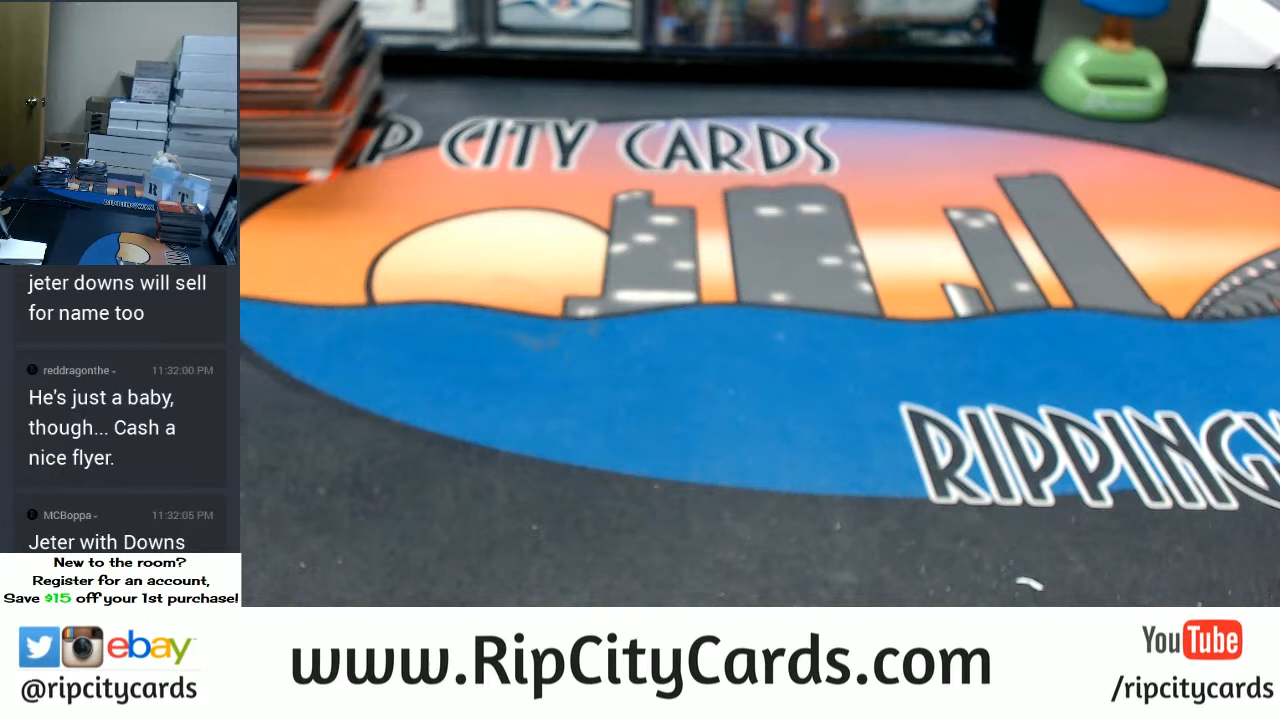 P CITY CARDS
RIPPING
RIPPINGWAX
R T
jeter downs will sell
for name too
reddragonthe
11:32:00 PM
He's just a baby,
though... Cash a
nice flyer.
MCBoppa
11:32:05 PM
Jeter with Downs
New to the room?
Register for an account,
Save $15 off your 1st purchase!
ebay
@ripcitycards
www.RipCityCards.com
YouTube
/ripcitycards